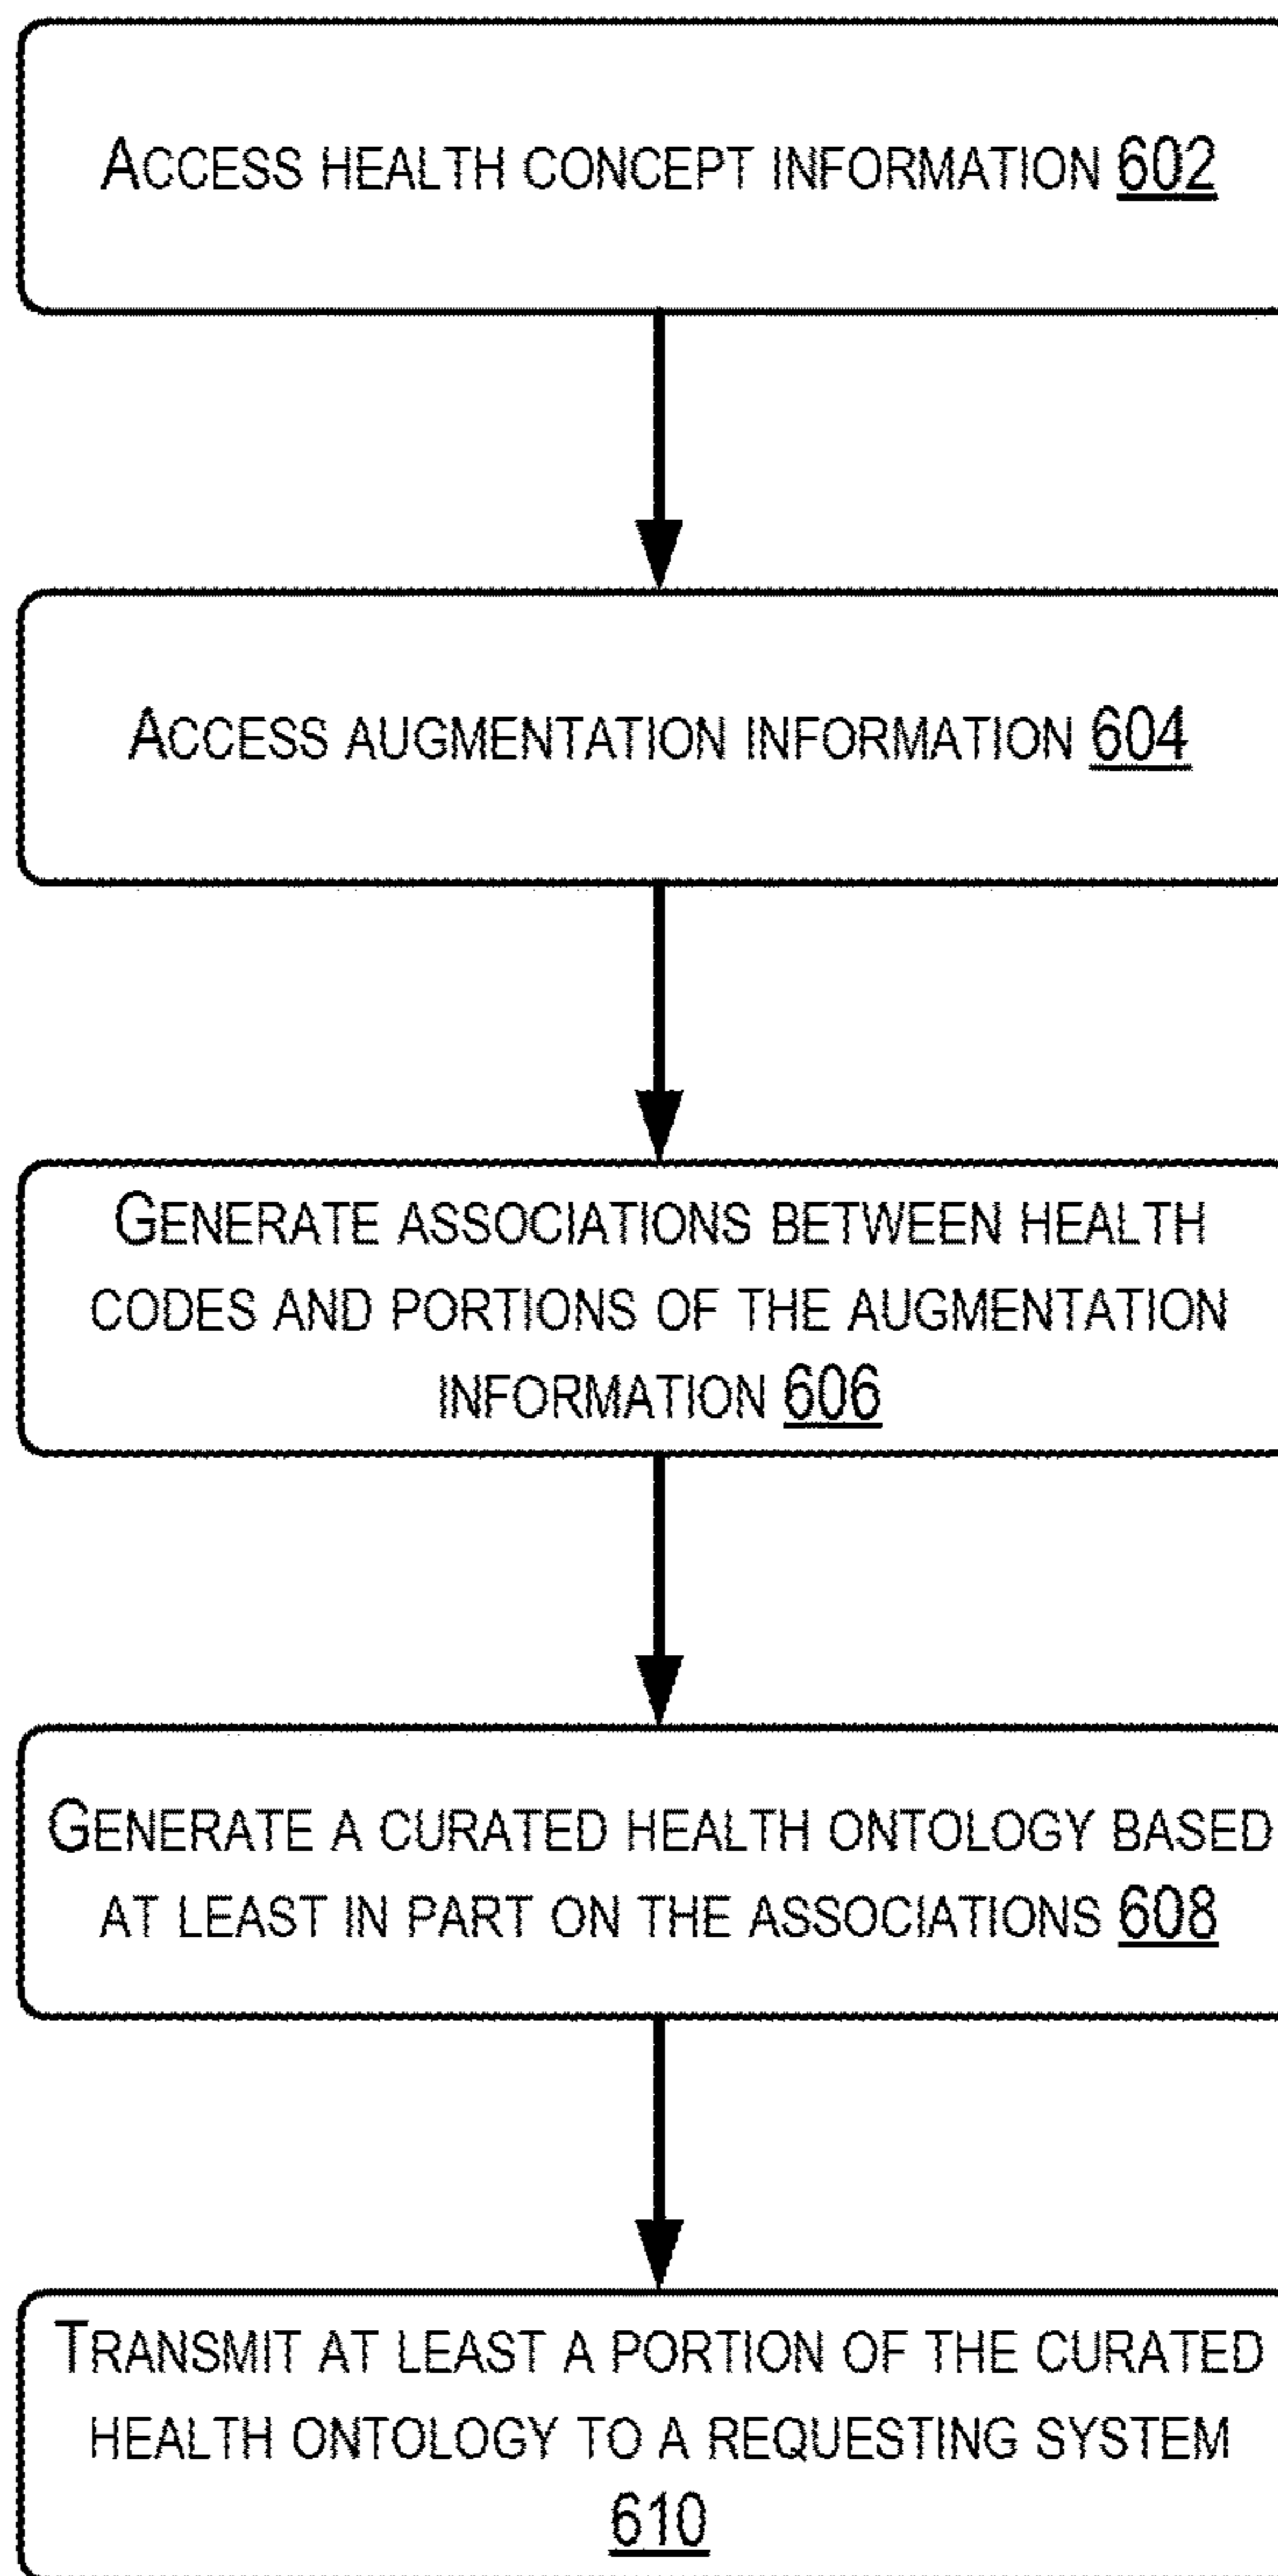 ACCESS HEALTH CONCEPT INFORMATION 602
ACCESS AUGMENTATION INFORMATION 604
GENERATE ASSOCIATIONS BETWEEN HEALTH
CODES AND PORTIONS OF THE AUGMENTATION
INFORMATION 606
GENERATE A CURATED HEALTH ONTOLOGY BASED
AT LEAST IN PART ON THE ASSOCIATIONS 608
TRANSMIT AT LEAST A PORTION OF THE CURATED
HEALTH ONTOLOGY TO A REQUESTING SYSTEM
610